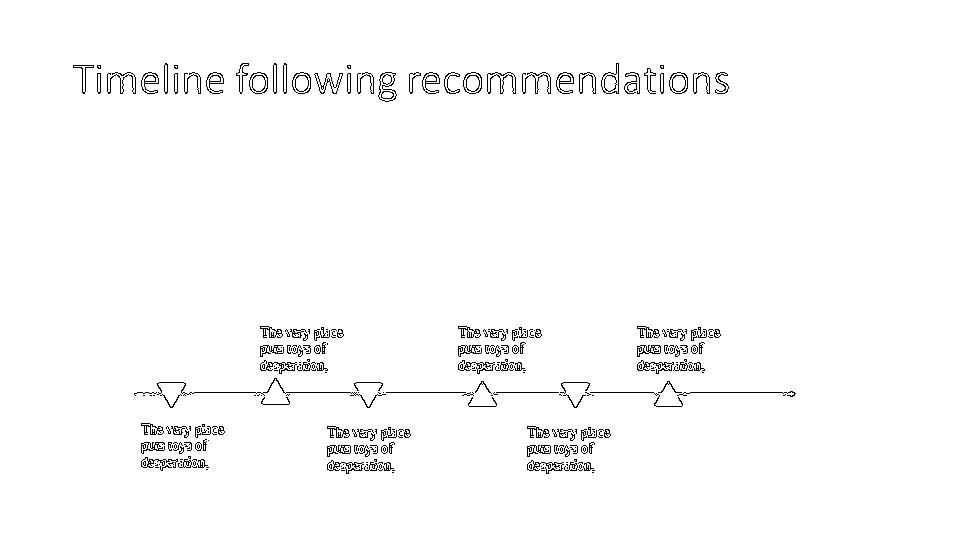 Timeline following recommendations
The very place
puts toys of
desperation,
The very place
puts toys of
desperation,
The very place
puts toys of
desperation,
The very place
puts toys of
desperation,
The very place
puts toys of
desperation,
The very place
puts toys of
desperation,